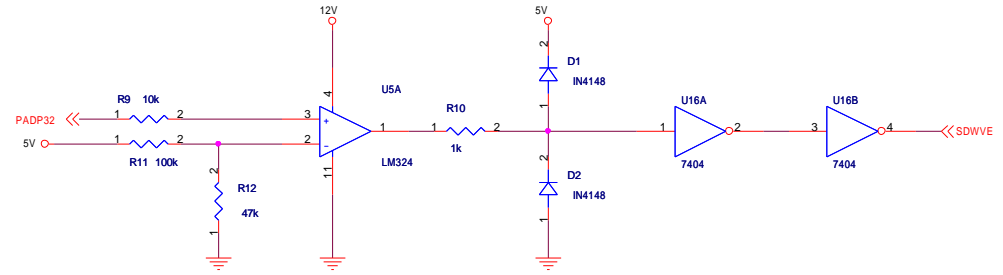 12V
5V
D1
IN4148
2
1
4
U5A
R9 10k
PADP32
1 2
3
5V
1 2
R11 100k
2
1
LM324
11
R10
1 2
1k
2
R12
47k
1
D2
IN4148
2
1
U16A
1 2
7404
U16B
3 4
7404
SDWVE